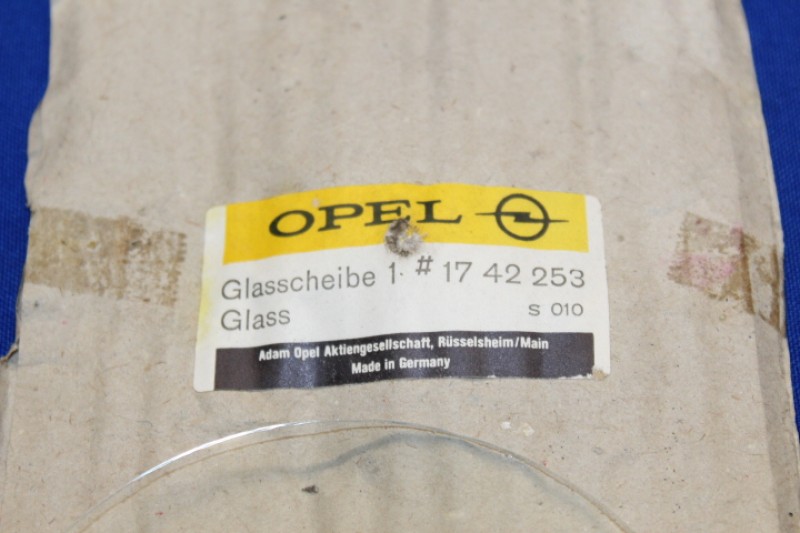 OPEL
Glasscheibe 1 # 17 42 253
Glass s 010
Adam Opel Aktiengesellschaft, Rüsselsheim/Main
Made in Germany